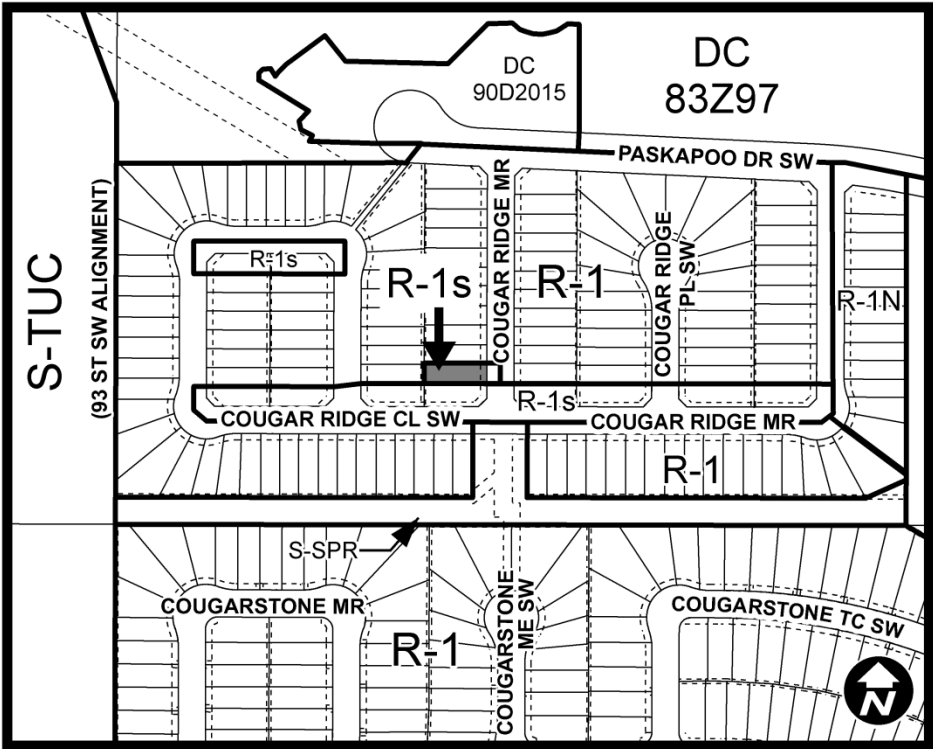 DC
83Z97
DC
90D2015
PASKAPOO DR SW
S-TUC
(93 ST SW ALIGNMENT)
R-1s
R-1s
COUGAR RIDGE MR
R-1
COUGAR RIDGE
PL SW
R-1N
R-1s
COUGAR RIDGE CL SW
COUGAR RIDGE MR
R-1
S-SPR
COUGARSTONE MR
R-1
COUGARSTONE
ME SW
COUGARSTONE TC SW
N